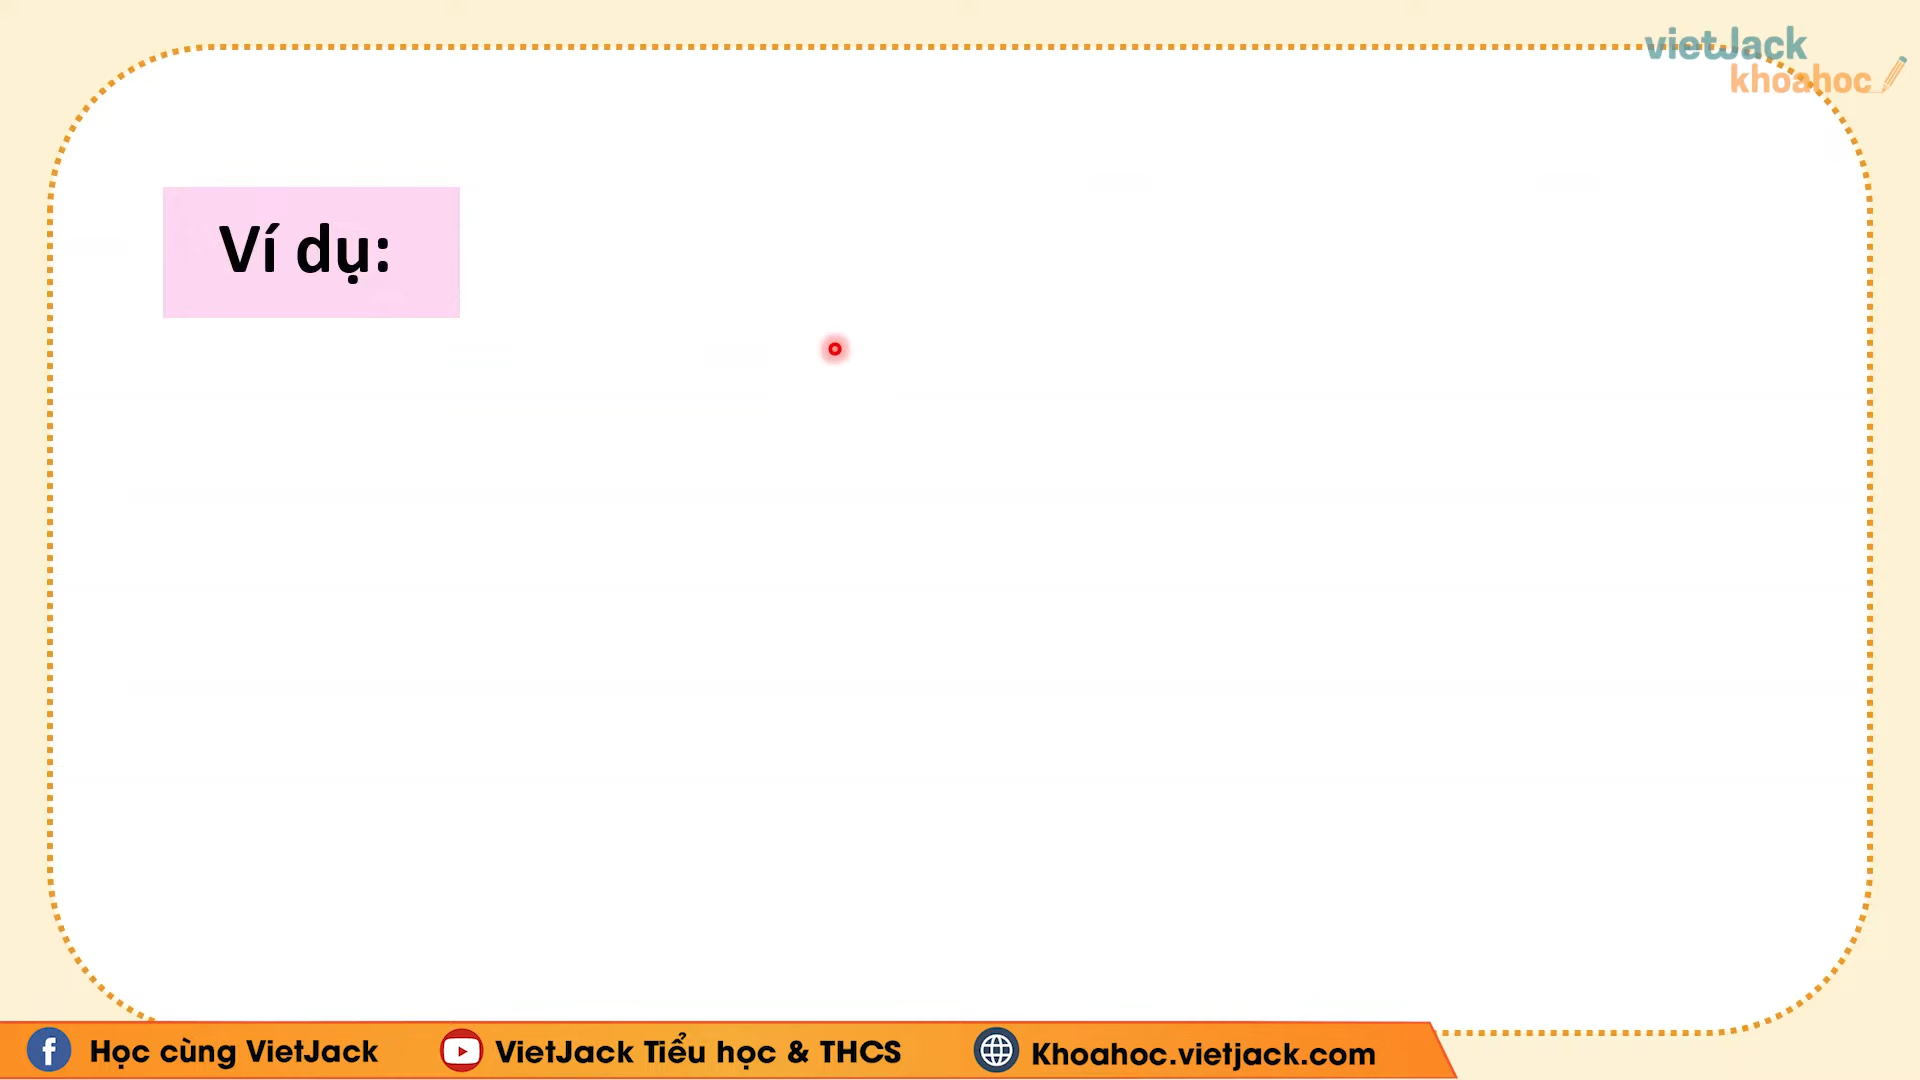 vietJack
khoahoc
Ví dụ:
Học cùng VietJack
VietJack Tiểu học & THCS
Khoahoc.vietjack.com